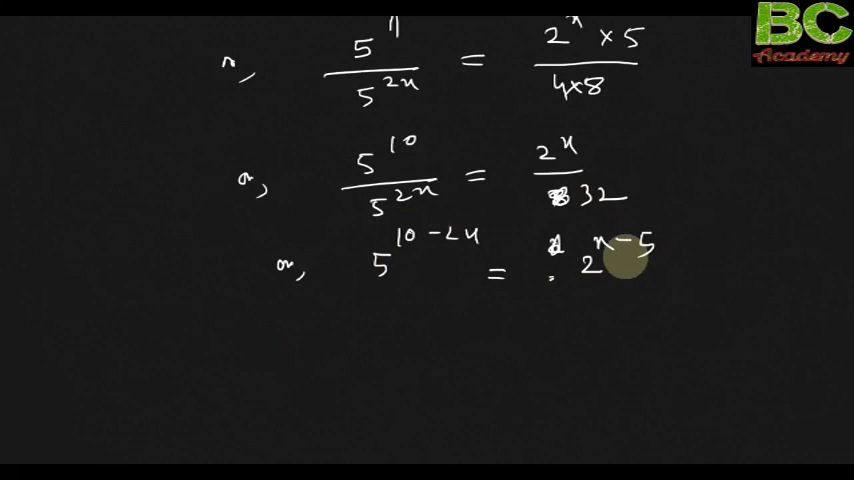 BC
Academy
or, 5^11 / 5^2x = 2^x × 5 / 4×8
or, 5^10 / 5^2x = 2^x / 32
or, 5^10-2x = 2^x-5